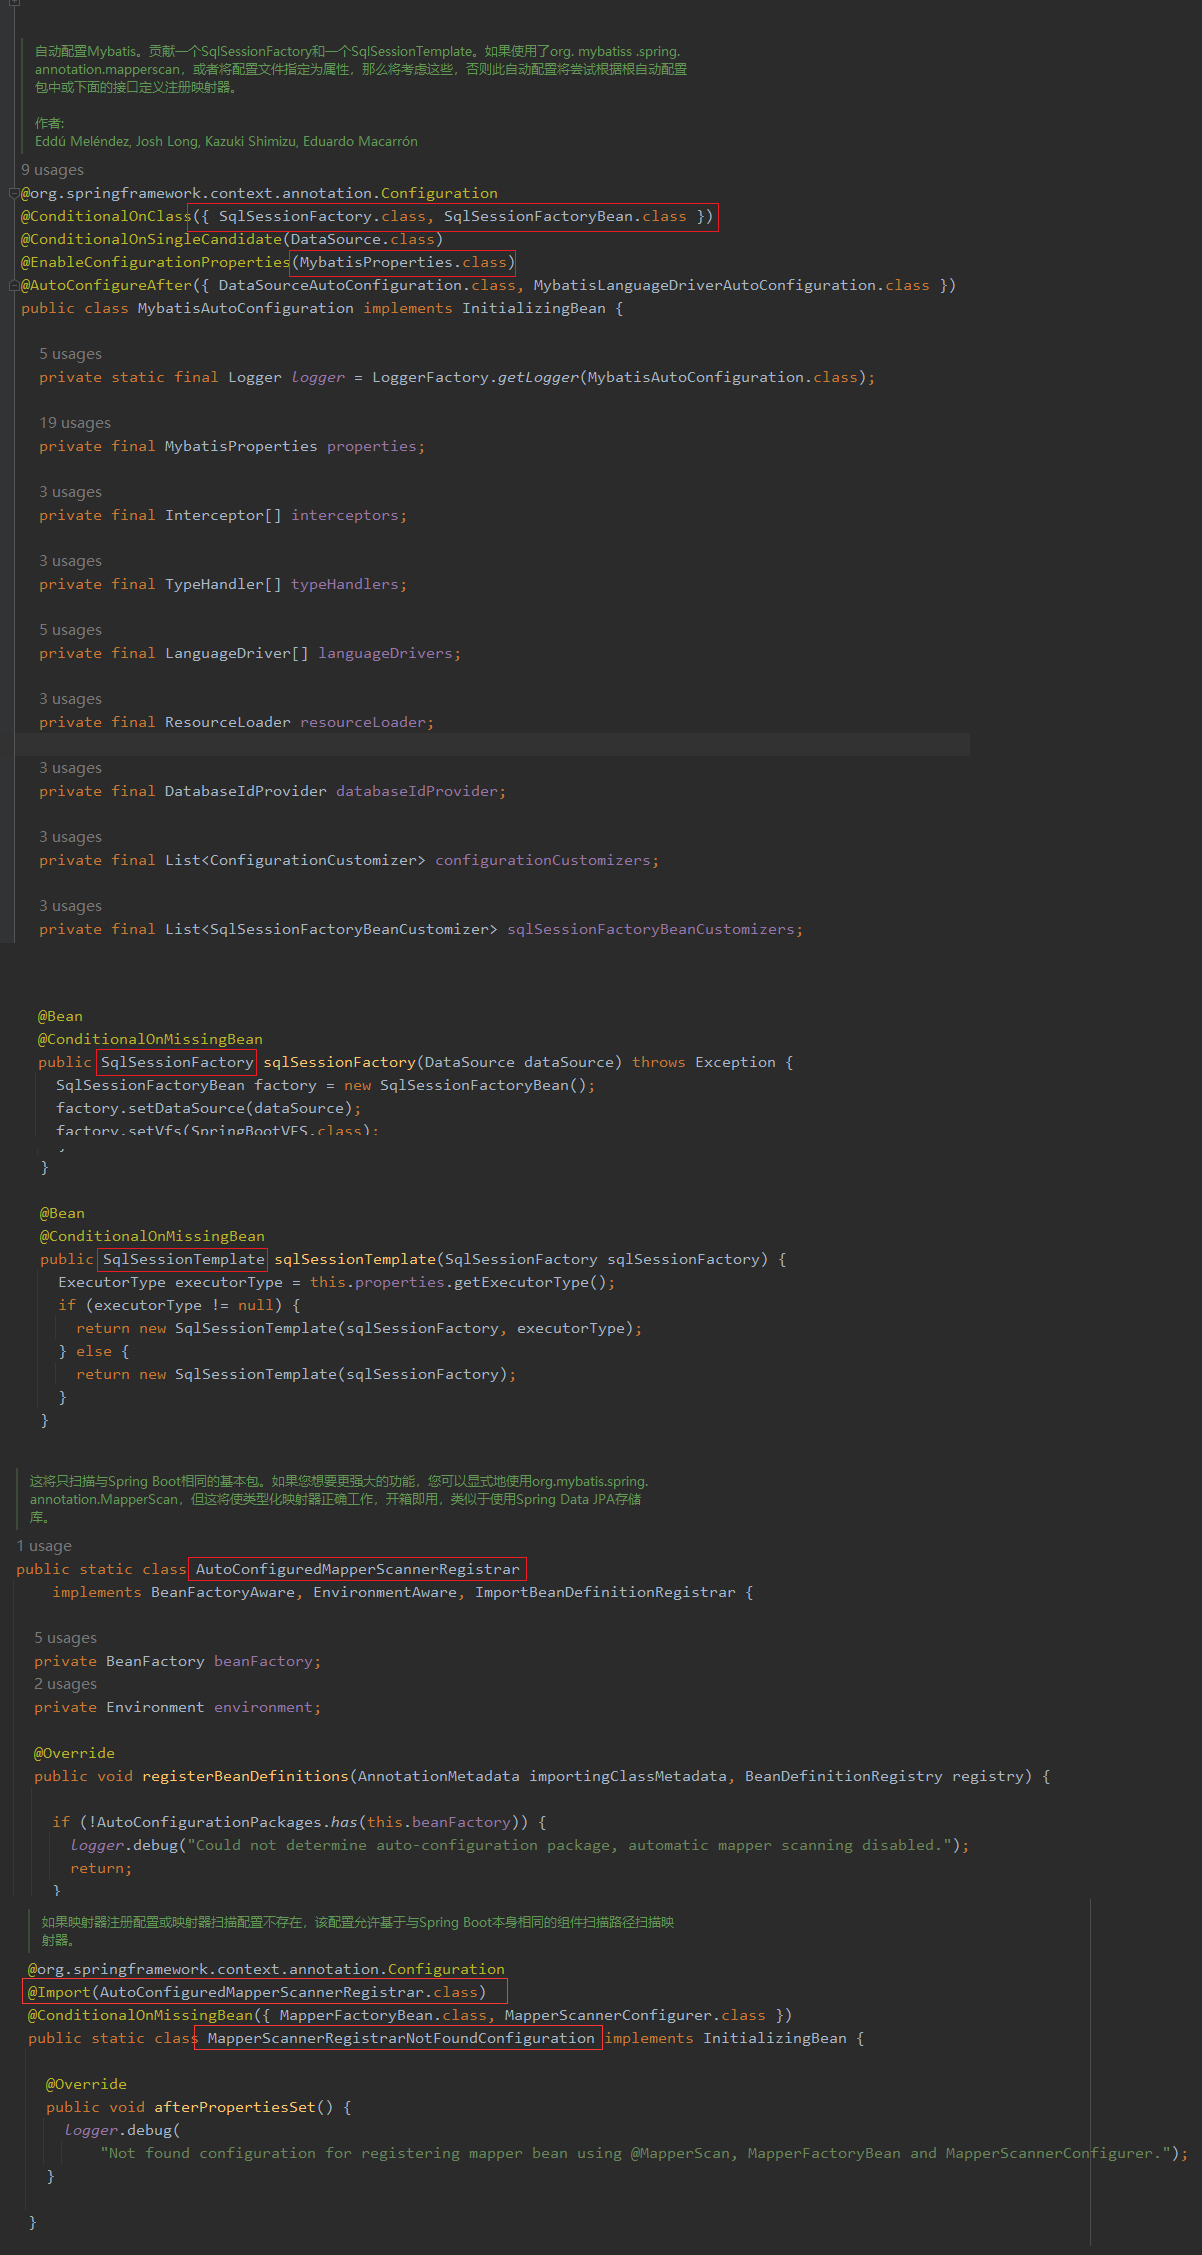 自动配置Mybatis。贡献一个SqlSessionFactory和一个SqlSessionTemplate。如果使用了org. mybatiss .spring.
annotation.mapperscan，或者将配置文件指定为属性，那么将考虑这些，否则此自动配置将尝试根据根自动配置
包中或下面的接口定义注册映射器。
作者:
Eddú Meléndez, Josh Long, Kazuki Shimizu, Eduardo Macarrón
9 usages
@org.springframework.context.annotation.Configuration
@ConditionalOnClass({ SqlSessionFactory.class, SqlSessionFactoryBean.class })
@ConditionalOnSingleCandidate(DataSource.class)
@EnableConfigurationProperties(MybatisProperties.class)
@AutoConfigureAfter({ DataSourceAutoConfiguration.class, MybatisLanguageDriverAutoConfiguration.class })
public class MybatisAutoConfiguration implements InitializingBean {
5 usages
private static final Logger logger = LoggerFactory.getLogger(MybatisAutoConfiguration.class);
19 usages
private final MybatisProperties properties;
3 usages
private final Interceptor[] interceptors;
3 usages
private final TypeHandler[] typeHandlers;
5 usages
private final LanguageDriver[] languageDrivers;
3 usages
private final ResourceLoader resourceLoader;
3 usages
private final DatabaseIdProvider databaseIdProvider;
3 usages
private final List<ConfigurationCustomizer> configurationCustomizers;
3 usages
private final List<SqlSessionFactoryBeanCustomizer> sqlSessionFactoryBeanCustomizers;
@Bean
@ConditionalOnMissingBean
public SqlSessionFactory sqlSessionFactory(DataSource dataSource) throws Exception {
SqlSessionFactoryBean factory = new SqlSessionFactoryBean();
factory.setDataSource(dataSource);
factory.setVfs(SpringBootVFS.class);
}
}
@Bean
@ConditionalOnMissingBean
public SqlSessionTemplate sqlSessionTemplate(SqlSessionFactory sqlSessionFactory) {
ExecutorType executorType = this.properties.getExecutorType();
if (executorType != null) {
return new SqlSessionTemplate(sqlSessionFactory, executorType);
} else {
return new SqlSessionTemplate(sqlSessionFactory);
}
}
这将只扫描与Spring Boot相同的基本包。如果您想要更强大的功能，您可以显式地使用org.mybatis.spring.
annotation.MapperScan，但这将使类型化映射器正确工作，开箱即用，类似于使用Spring Data JPA存储
库。
1 usage
public static class AutoConfiguredMapperScannerRegistrar
implements BeanFactoryAware, EnvironmentAware, ImportBeanDefinitionRegistrar {
5 usages
private BeanFactory beanFactory;
2 usages
private Environment environment;
@Override
public void registerBeanDefinitions(AnnotationMetadata importingClassMetadata, BeanDefinitionRegistry registry) {
if (!AutoConfigurationPackages.has(this.beanFactory)) {
logger.debug("Could not determine auto-configuration package, automatic mapper scanning disabled.");
return;
}
如果映射器注册配置或映射器扫描配置不存在，该配置允许基于与Spring Boot本身相同的组件扫描路径扫描映
射器。
@org.springframework.context.annotation.Configuration
@Import(AutoConfiguredMapperScannerRegistrar.class)
@ConditionalOnMissingBean({ MapperFactoryBean.class, MapperScannerConfigurer.class })
public static class MapperScannerRegistrarNotFoundConfiguration implements InitializingBean {
@Override
public void afterPropertiesSet() {
logger.debug(
"Not found configuration for registering mapper bean using @MapperScan, MapperFactoryBean and MapperScannerConfigurer.");
}
}